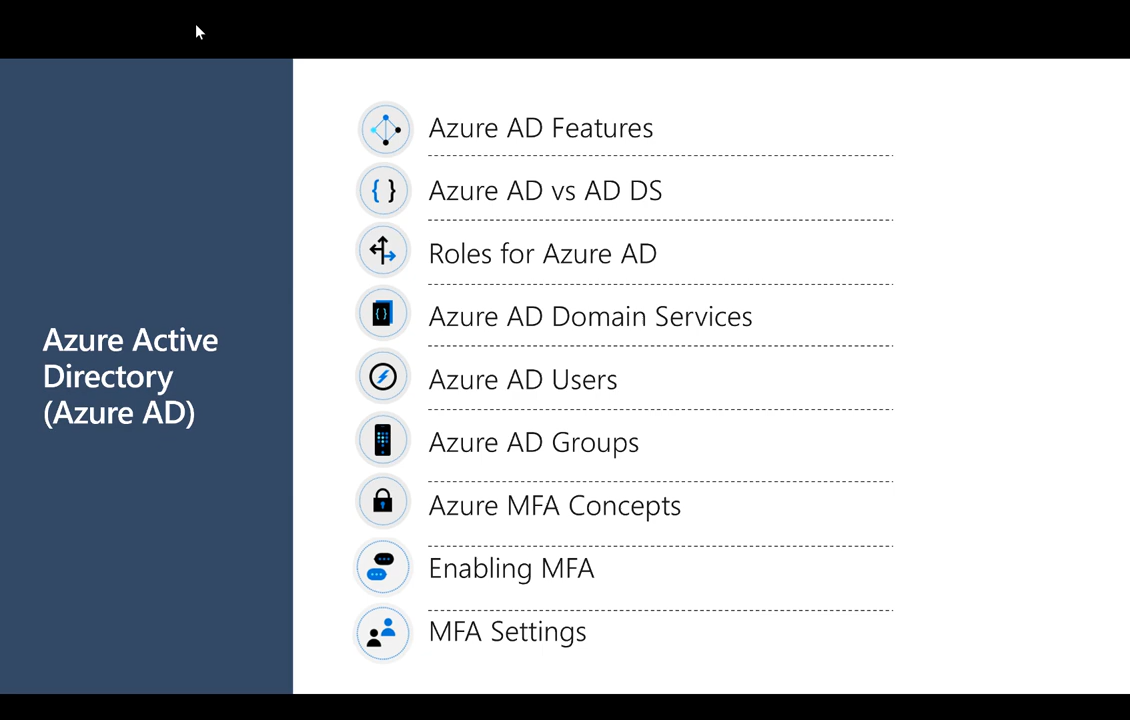 Azure Active
Directory
(Azure AD)
Azure AD Features
Azure AD vs AD DS
Roles for Azure AD
Azure AD Domain Services
Azure AD Users
Azure AD Groups
Azure MFA Concepts
Enabling MFA
MFA Settings